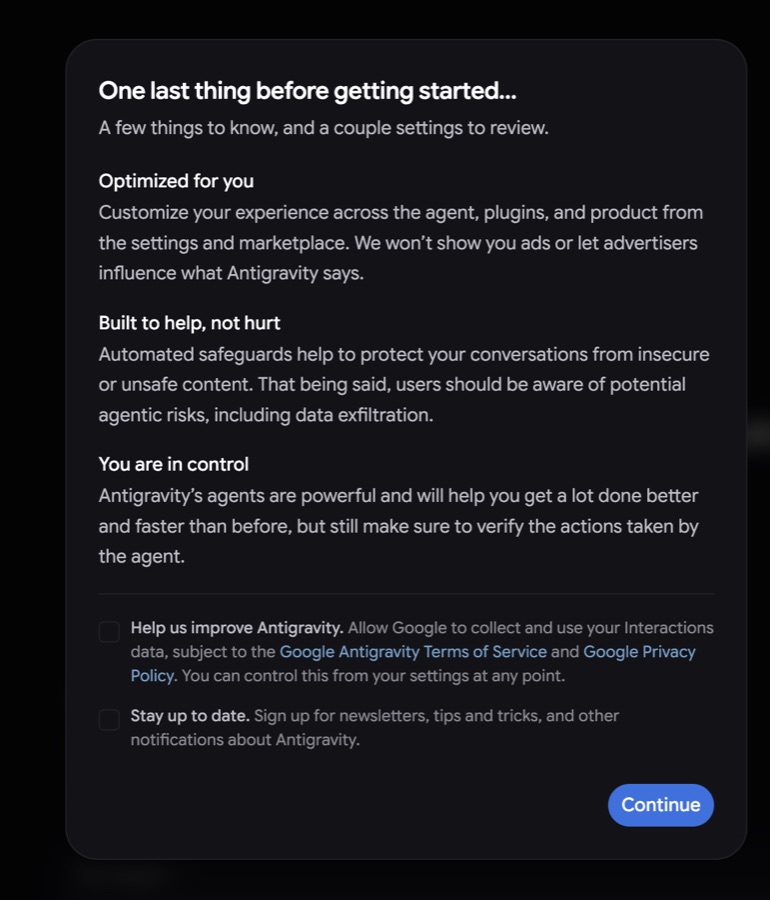 One last thing before getting started...
A few things to know, and a couple settings to review.
Optimized for you
Customize your experience across the agent, plugins, and product from
the settings and marketplace. We won’t show you ads or let advertisers
influence what Antigravity says.
Built to help, not hurt
Automated safeguards help to protect your conversations from insecure
or unsafe content. That being said, users should be aware of potential
agentic risks, including data exfiltration.
You are in control
Antigravity’s agents are powerful and will help you get a lot done better
and faster than before, but still make sure to verify the actions taken by
the agent.
Help us improve Antigravity. Allow Google to collect and use your Interactions
data, subject to the Google Antigravity Terms of Service and Google Privacy
Policy. You can control this from your settings at any point.
Stay up to date. Sign up for newsletters, tips and tricks, and other
notifications about Antigravity.
Continue